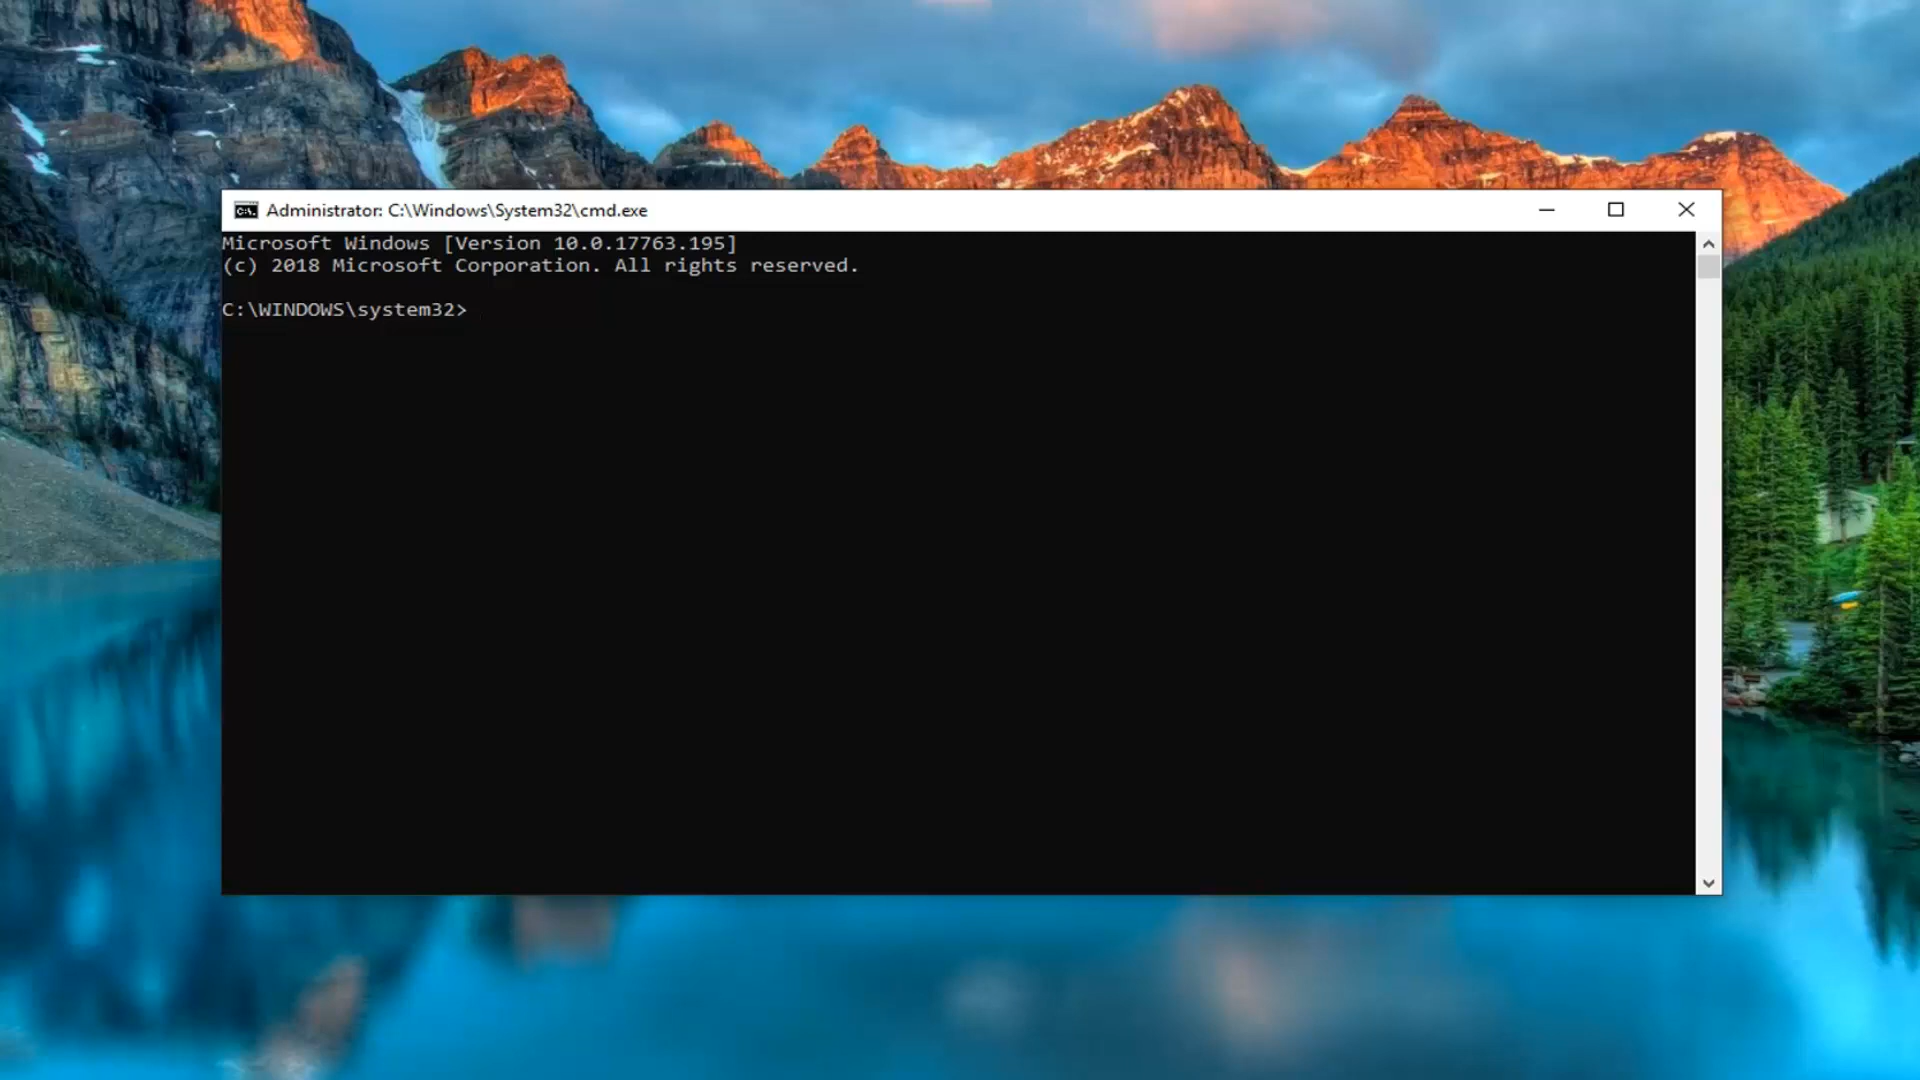 Administrator: C:\Windows\System32\cmd.exe
Microsoft Windows [Version 10.0.17763.195]
(c) 2018 Microsoft Corporation. All rights reserved.
C:\WINDOWS\system32>